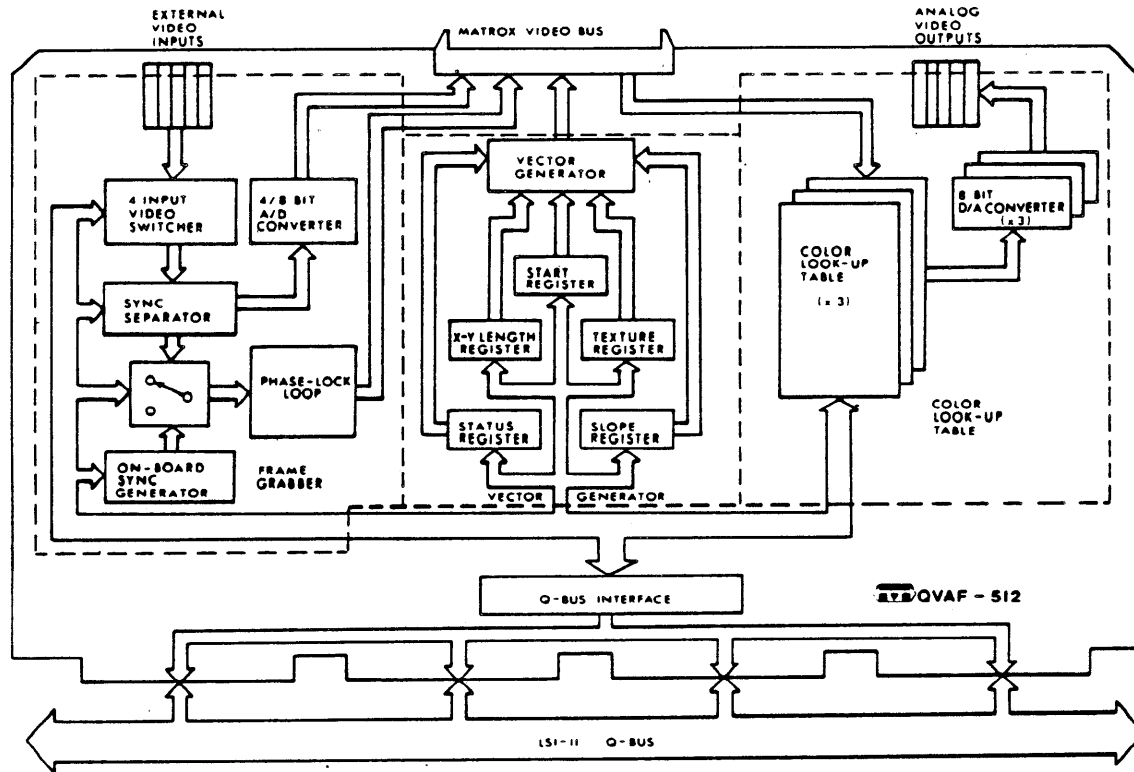 EXTERNAL
VIDEO
INPUTS
MATROX VIDEO BUS
ANALOG
VIDEO
OUTPUTS
4 INPUT
VIDEO
SWITCHER
4/8 BIT
A/D
CONVERTER
VECTOR
GENERATOR
8 BIT
D/A CONVERTER
(x 3)
START
REGISTER
COLOR
LOOK-UP
TABLE
(x 3)
SYNC
SEPARATOR
X-Y LENGTH
REGISTER
TEXTURE
REGISTER
PHASE-LOCK
LOOP
STATUS
REGISTER
SLOPE
REGISTER
COLOR
LOOK-UP
TABLE
ON-BOARD
SYNC
GENERATOR
FRAME
GRABBER
VECTOR GENERATOR
Q-BUS INTERFACE
QVAF-512
LSI-11 Q-BUS